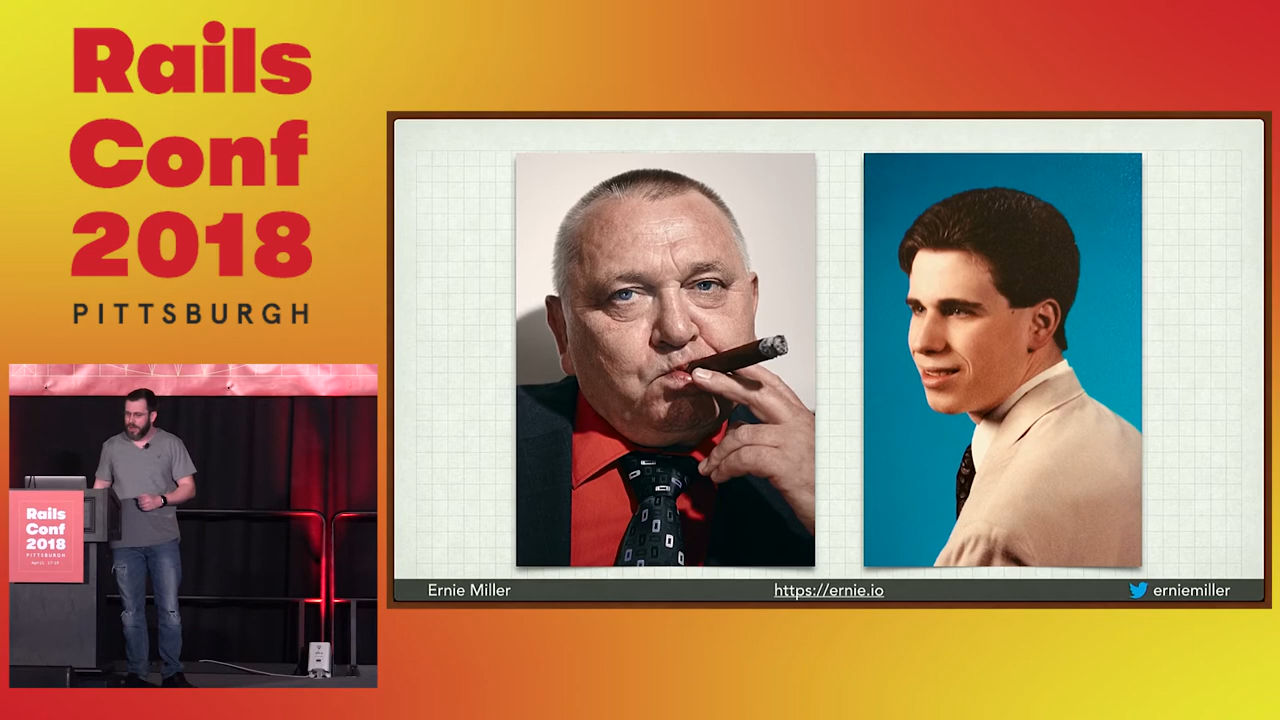 Rails
Conf
2018
PITTSBURGH
Rails
Conf
2018
PITTSBURGH
Ernie Miller
https://ernie.io
erniemiller